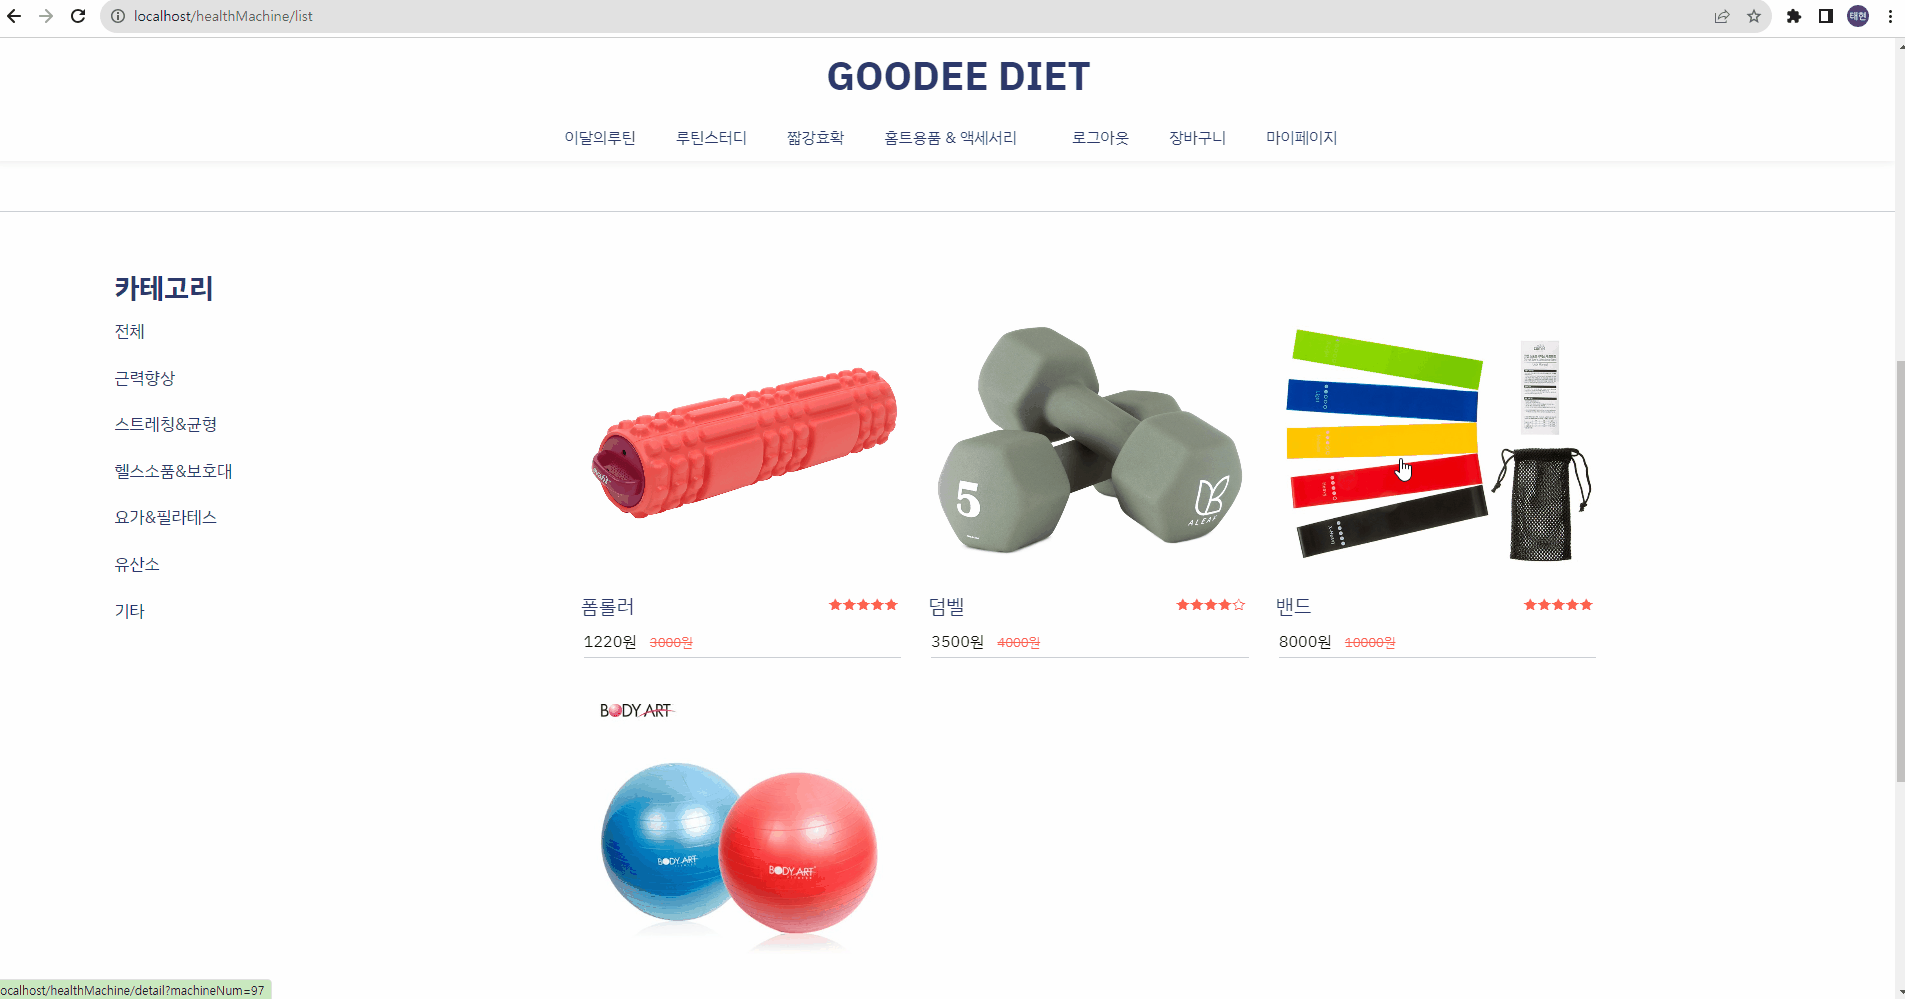 localhost/healthMachine/list
태현
GOODEE DIET
이달의루틴 루틴스터디 짧강효확 홈트용품 & 액세서리 로그아웃 장바구니 마이페이지
카테고리
전체
근력향상
스트레칭&균형
헬스소품&보호대
요가&필라테스
유산소
기타
5
ALEAF
폼롤러
1220원 3000원
덤벨
3500원 4000원
밴드
8000원 10000원
BODY ART
BODY ART
BODY ART
ocalhost/healthMachine/detail?machineNum=97